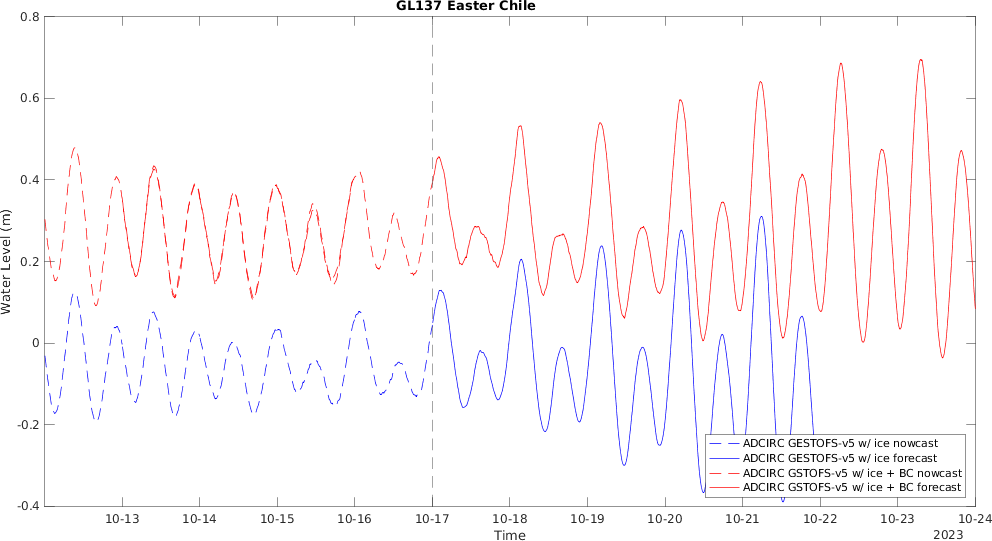 GL137 Easter Chile
Water Level (m)
0.8
0.6
0.4
0.2
0
-0.2
-0.4
ADCIRC GESTOFS-v5 w/ ice nowcast
ADCIRC GESTOFS-v5 w/ ice forecast
ADCIRC GSTOFS-v5 w/ ice + BC nowcast
ADCIRC GSTOFS-v5 w/ ice + BC forecast
10-13 10-14 10-15 10-16 10-17 10-18 10-19 10-20 10-21 10-22 10-23 10-24
Time
2023